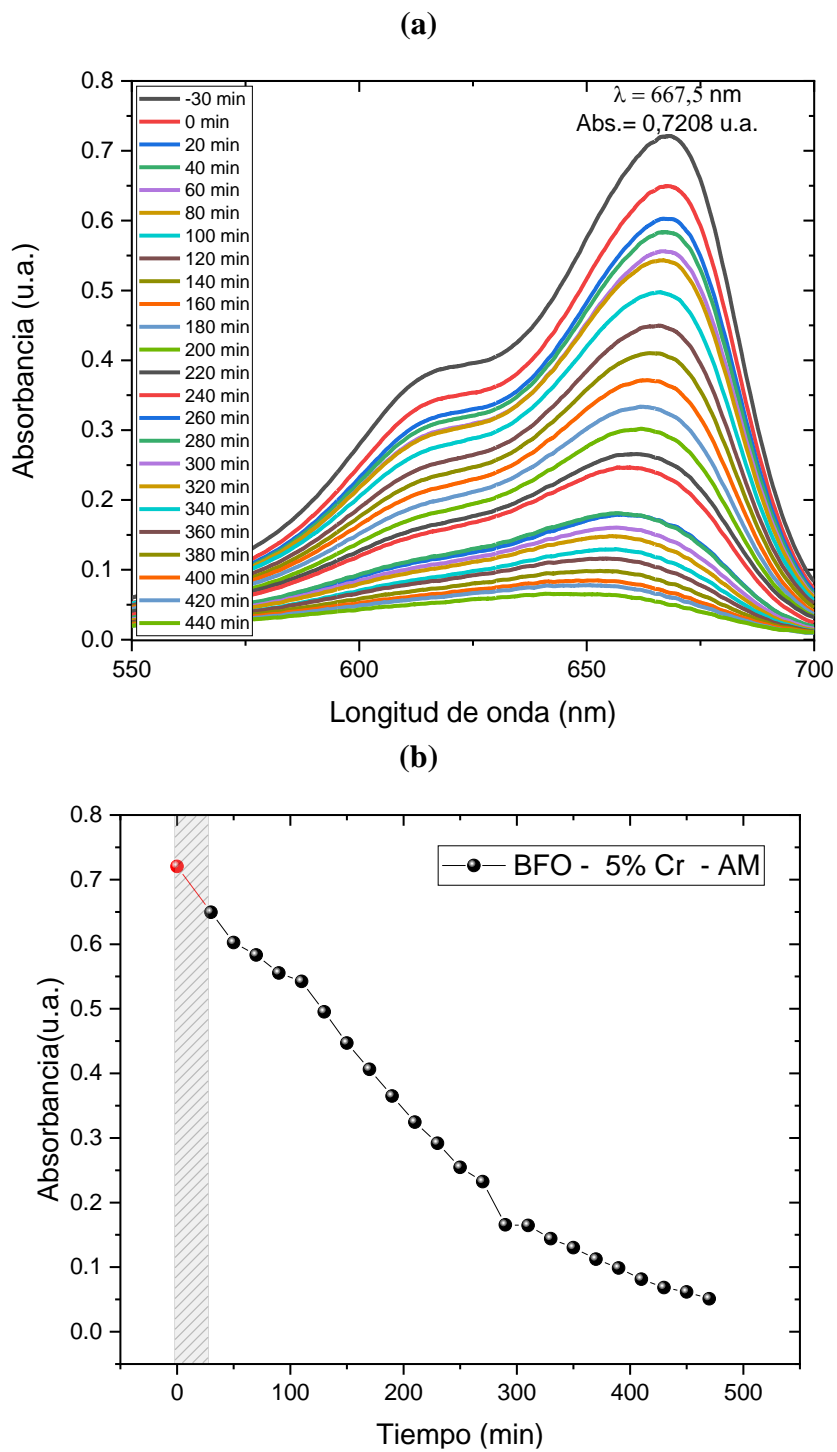 (a)
0.8
0.7
0.6
0.5
0.4
0.3
0.2
0.1
0.0
Absorbancia (u.a.)
-30 min
0 min
20 min
40 min
60 min
80 min
100 min
120 min
140 min
160 min
180 min
200 min
220 min
240 min
260 min
280 min
300 min
320 min
340 min
360 min
380 min
400 min
420 min
440 min
λ = 667,5 nm
Abs.= 0,7208 u.a.
550 600 650 700
Longitud de onda (nm)
(b)
0.8
0.7
0.6
0.5
0.4
0.3
0.2
0.1
0.0
Absorbancia(u.a.)
BFO - 5% Cr - AM
0 100 200 300 400 500
Tiempo (min)